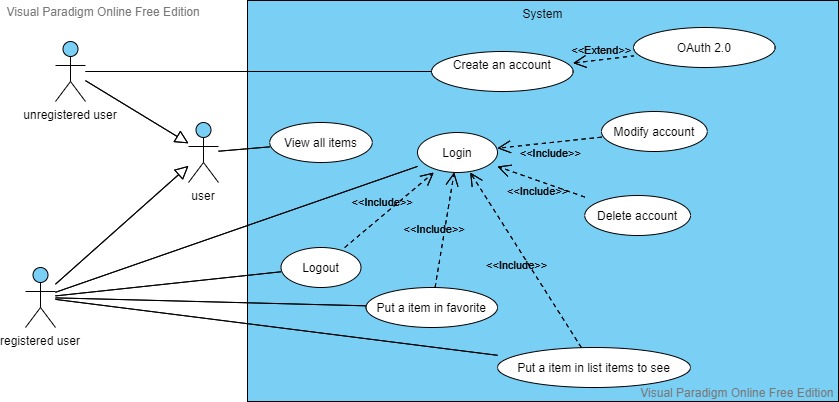 Visual Paradigm Online Free Edition
System
unregistered user
Create an account
<<Extend>>
OAuth 2.0
user
View all items
Login
<<Include>>
Modify account
<<Include>>
Delete account
<<Include>>
<<Include>>
<<Include>>
registered user
Logout
Put a item in favorite
Put a item in list items to see
Visual Paradigm Online Free Edition